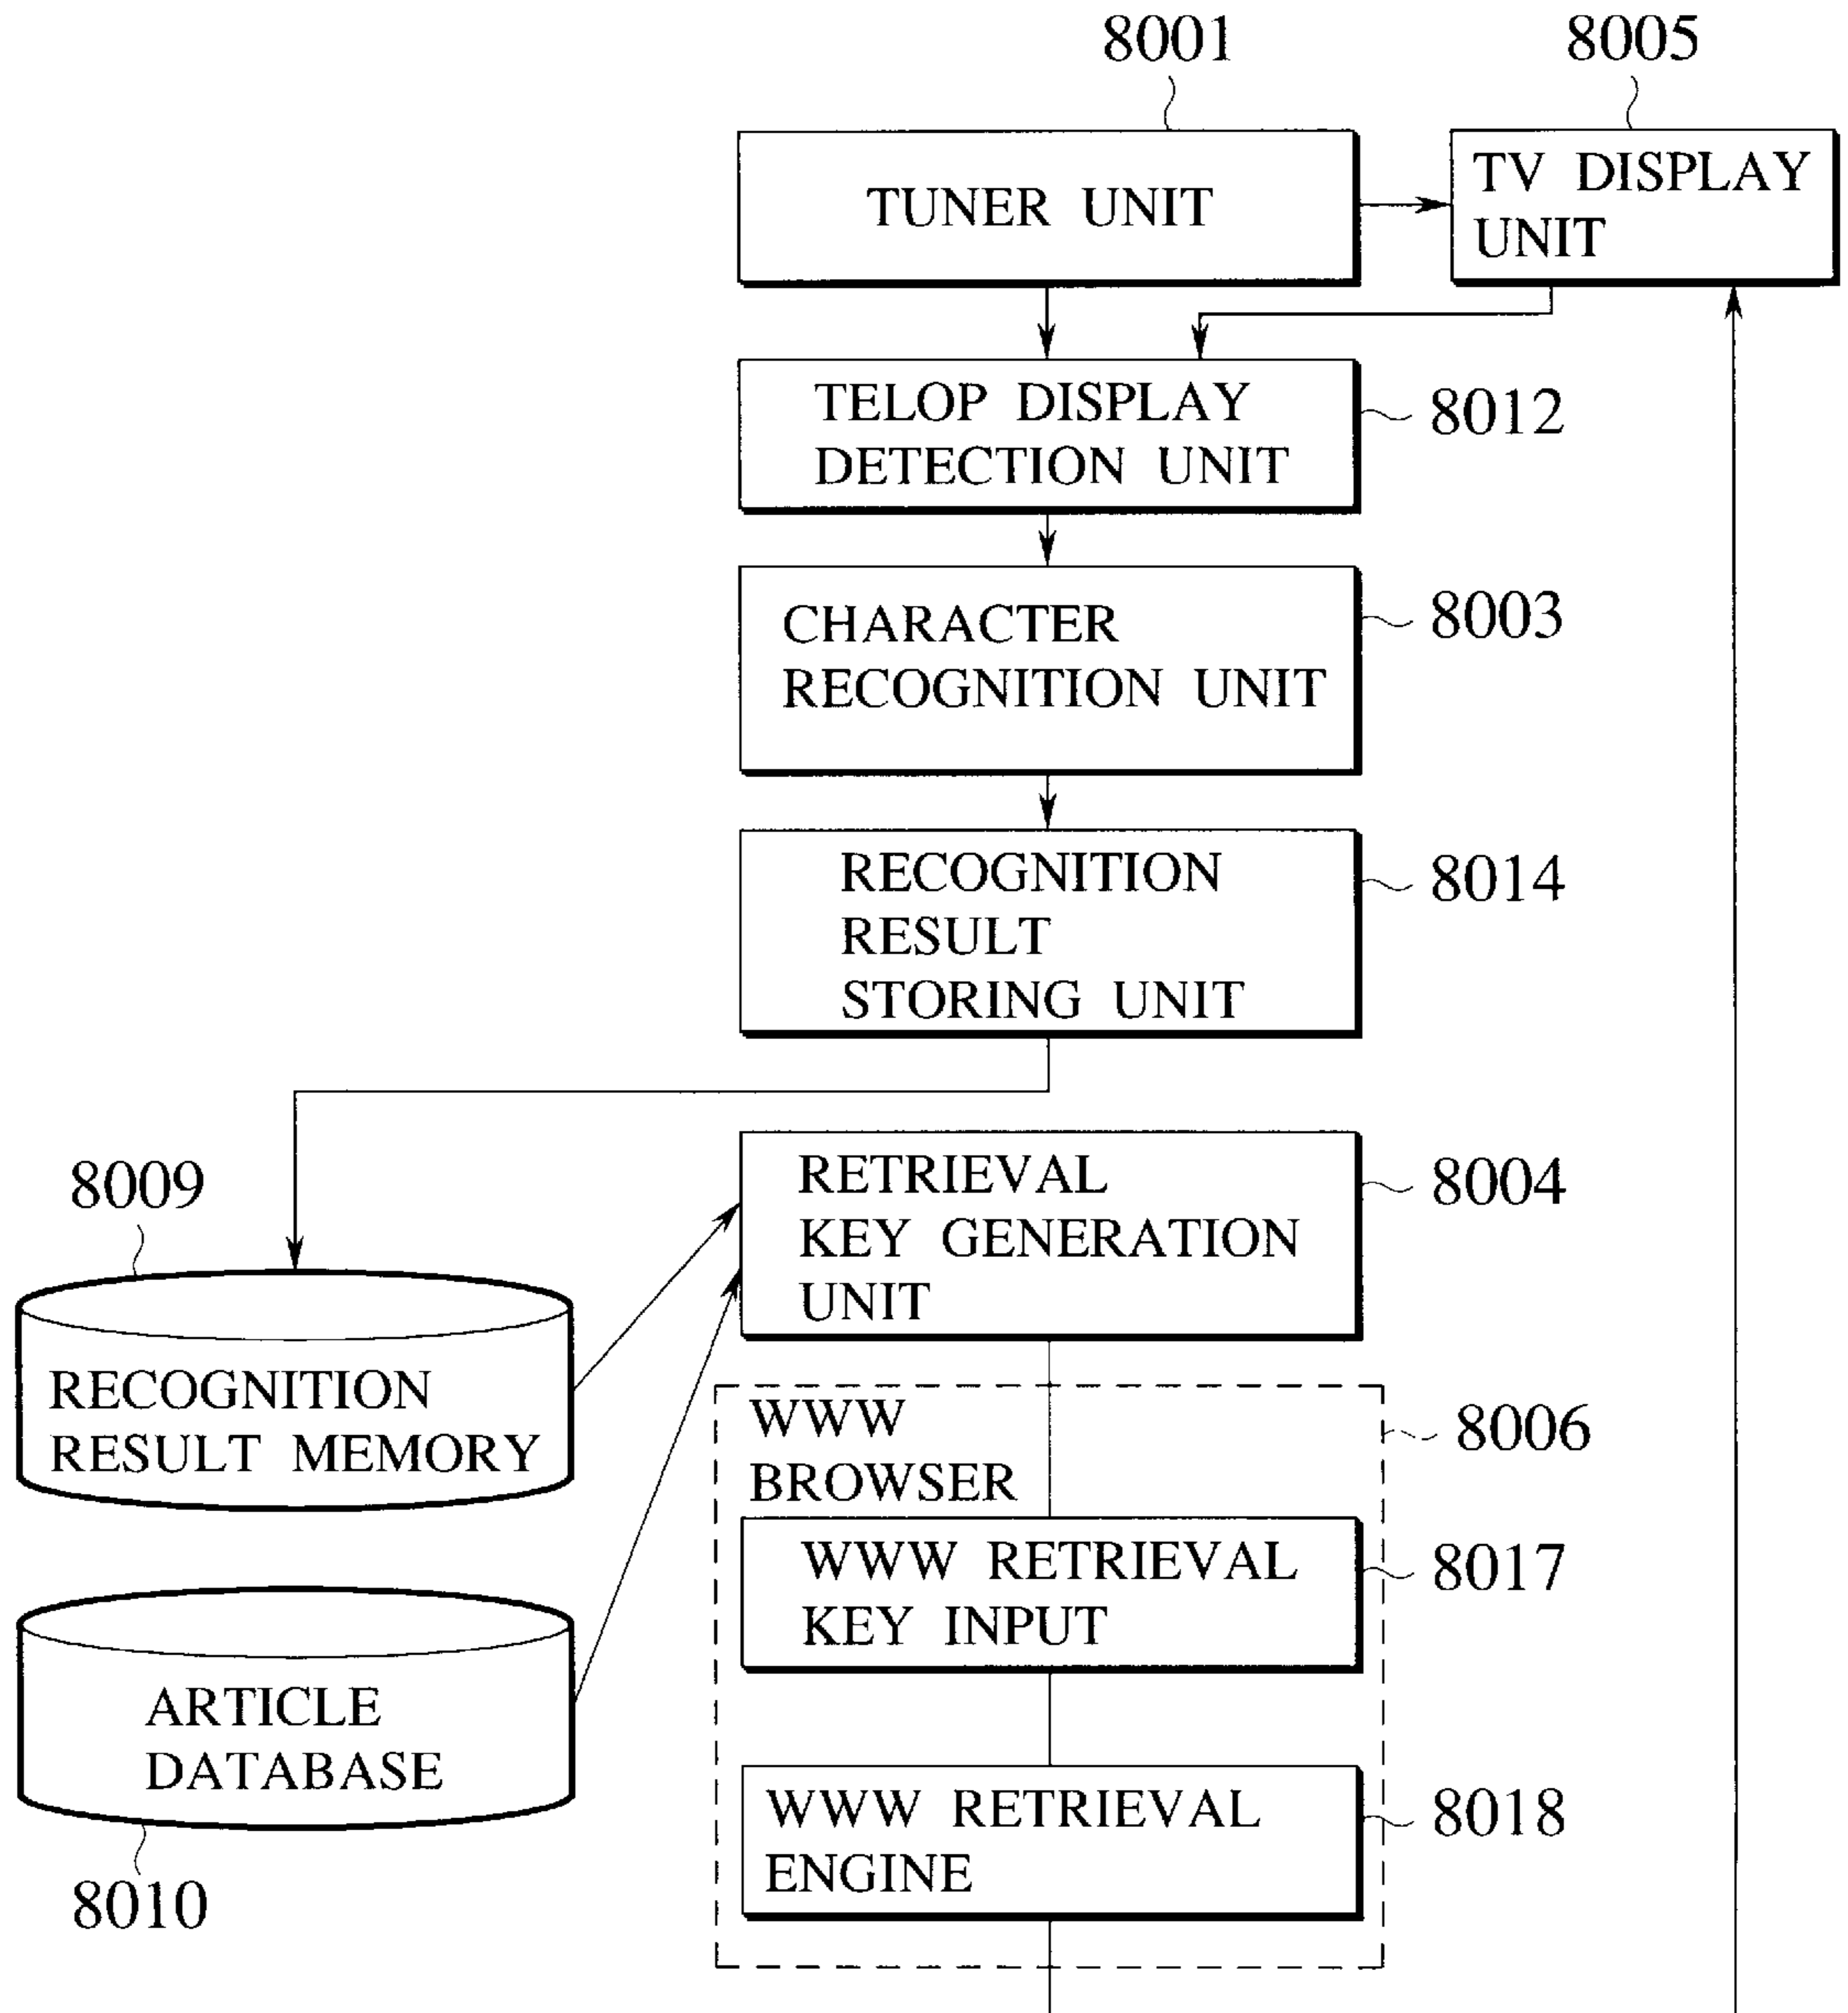 8001
8005
TUNER UNIT
TV DISPLAY
UNIT
TELOP DISPLAY
DETECTION UNIT
8012
CHARACTER
RECOGNITION UNIT
8003
RECOGNITION
RESULT
STORING UNIT
8014
RETRIEVAL
KEY GENERATION
UNIT
8004
8009
RECOGNITION
RESULT MEMORY
WWW
BROWSER
8006
WWW RETRIEVAL
KEY INPUT
8017
ARTICLE
DATABASE
8010
WWW RETRIEVAL
ENGINE
8018